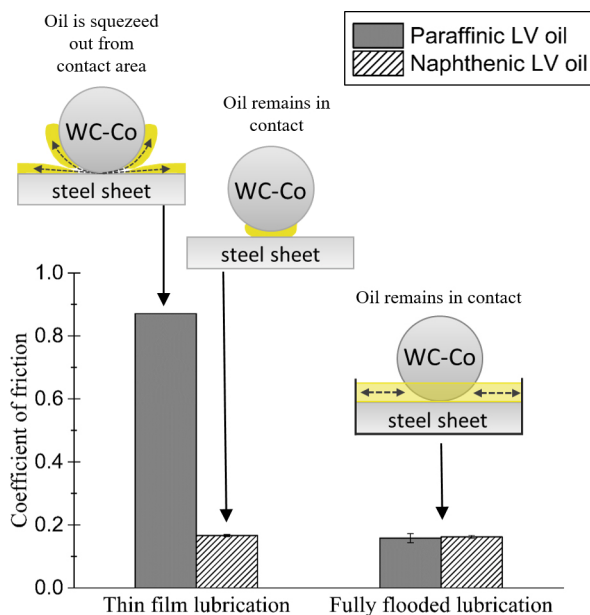 Oil is squeezed
out from
contact area
WC-Co
steel sheet
Paraffinic LV oil
Naphthenic LV oil
Oil remains in
contact
WC-Co
steel sheet
Oil remains in contact
WC-Co
steel sheet
Coefficient of friction
1.0
0.8
0.6
0.4
0.2
0.0
Thin film lubrication
Fully flooded lubrication